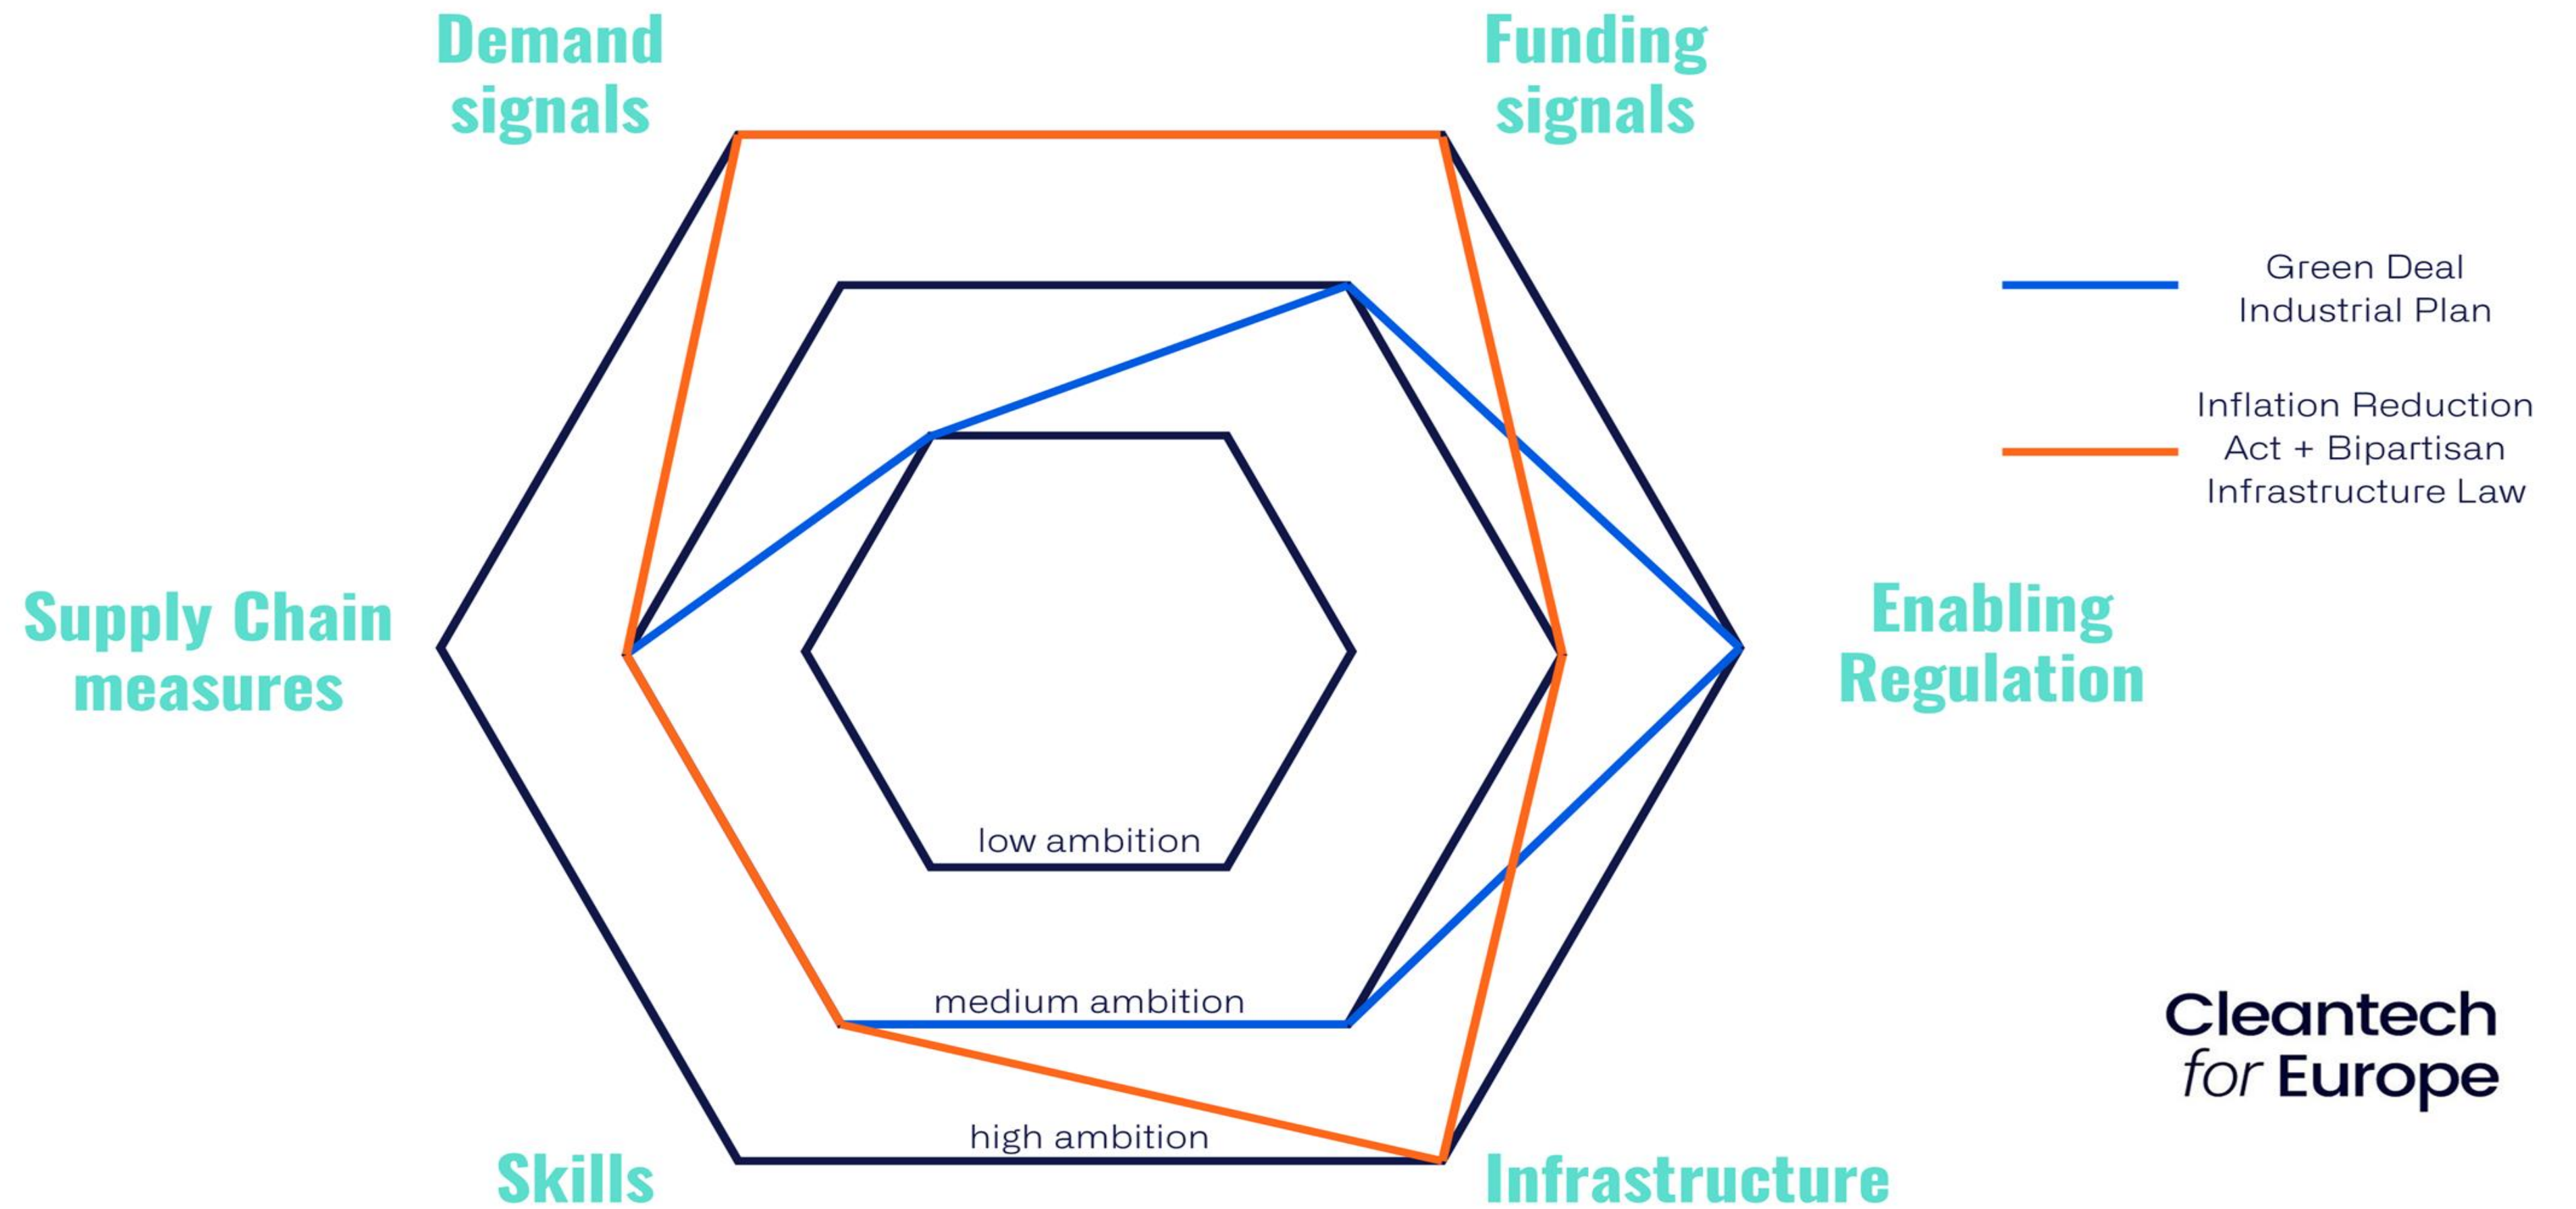 Demand
signals
Funding
signals
Green Deal
Industrial Plan
Inflation Reduction
Act + Bipartisan
Infrastructure Law
Supply Chain
measures
Enabling
Regulation
low ambition
medium ambition
high ambition
Skills
Infrastructure
Cleantech
for Europe